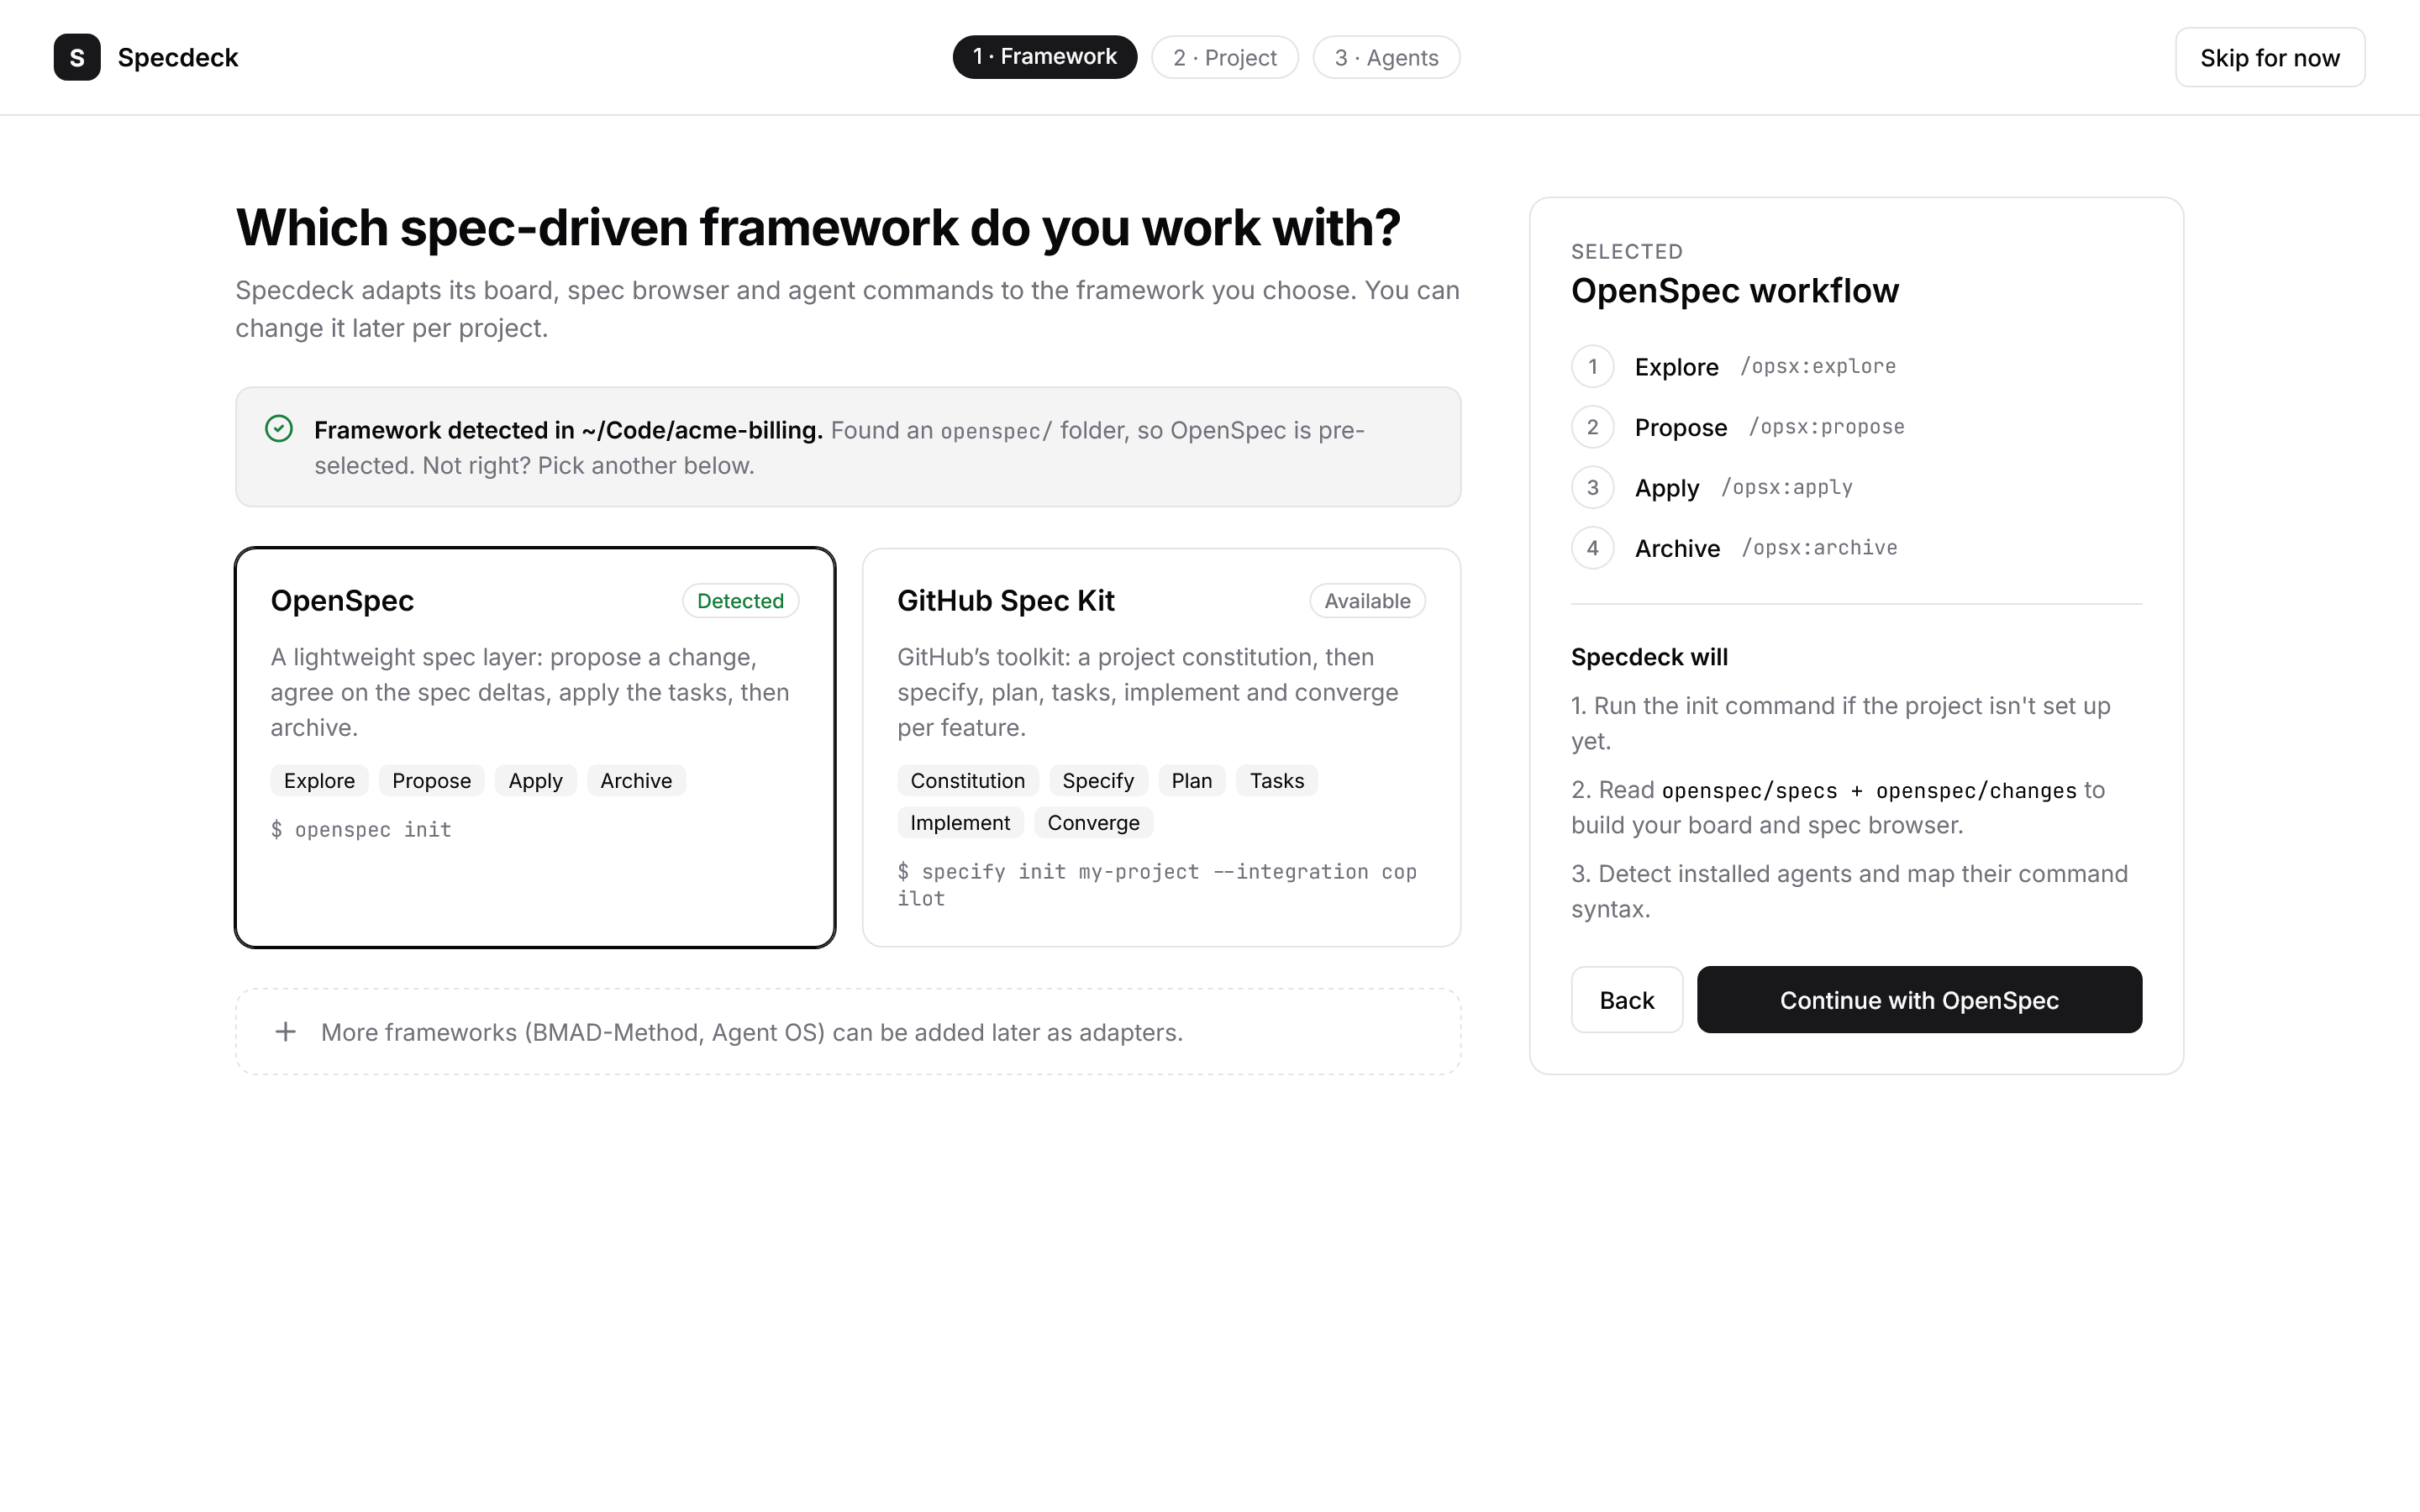 S Specdeck
1 · Framework
2 · Project
3 · Agents
Skip for now
Which spec-driven framework do you work with?
Specdeck adapts its board, spec browser and agent commands to the framework you choose. You can
change it later per project.
Framework detected in ~/Code/acme-billing. Found an openspec/ folder, so OpenSpec is pre-
selected. Not right? Pick another below.
OpenSpec
Detected
A lightweight spec layer: propose a change,
agree on the spec deltas, apply the tasks, then
archive.
Explore Propose Apply Archive
$ openspec init
GitHub Spec Kit
Available
GitHub’s toolkit: a project constitution, then
specify, plan, tasks, implement and converge
per feature.
Constitution Specify Plan Tasks
Implement Converge
$ specify init my-project --integration cop
ilot
More frameworks (BMAD-Method, Agent OS) can be added later as adapters.
SELECTED
OpenSpec workflow
1 Explore /opsx:explore
2 Propose /opsx:propose
3 Apply /opsx:apply
4 Archive /opsx:archive
Specdeck will
1. Run the init command if the project isn't set up
yet.
2. Read openspec/specs + openspec/changes to
build your board and spec browser.
3. Detect installed agents and map their command
syntax.
Back
Continue with OpenSpec